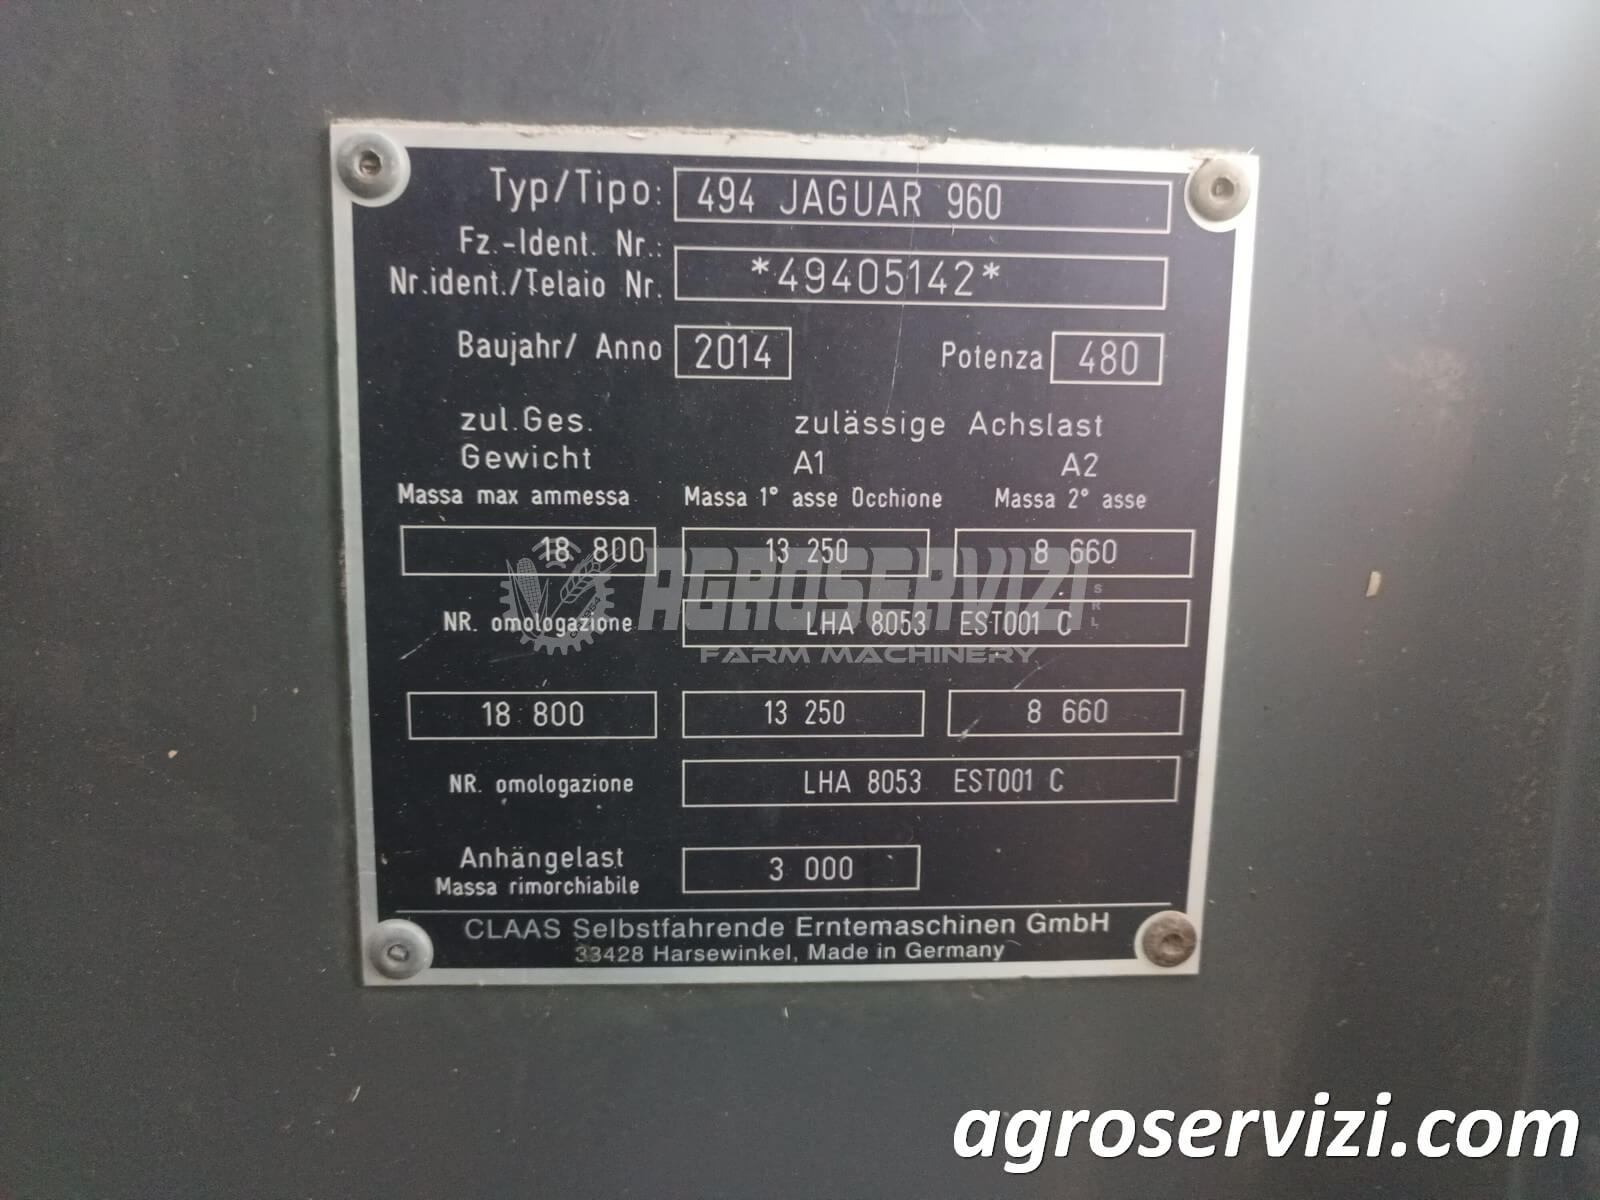 Typ/Tipo: 494 JAGUAR 960
Fz.-Ident. Nr.:
Nr.ident./Telaio Nr. *49405142*
Baujahr/ Anno 2014 Potenza 480
zul.Ges. zulässige Achslast
Gewicht A1 A2
Massa max ammessa Massa 1° asse Occhione Massa 2° asse
18 800 13 250 8 660
AGROSERVIZI SRL
NR. omologazione LHA 8053 EST001 C
FARM MACHINERY
18 800 13 250 8 660
NR. omologazione LHA 8053 EST001 C
Anhängelast
Massa rimorchiabile 3 000
CLAAS Selbstfahrende Erntemaschinen GmbH
33428 Harsewinkel, Made in Germany
agroservizi.com